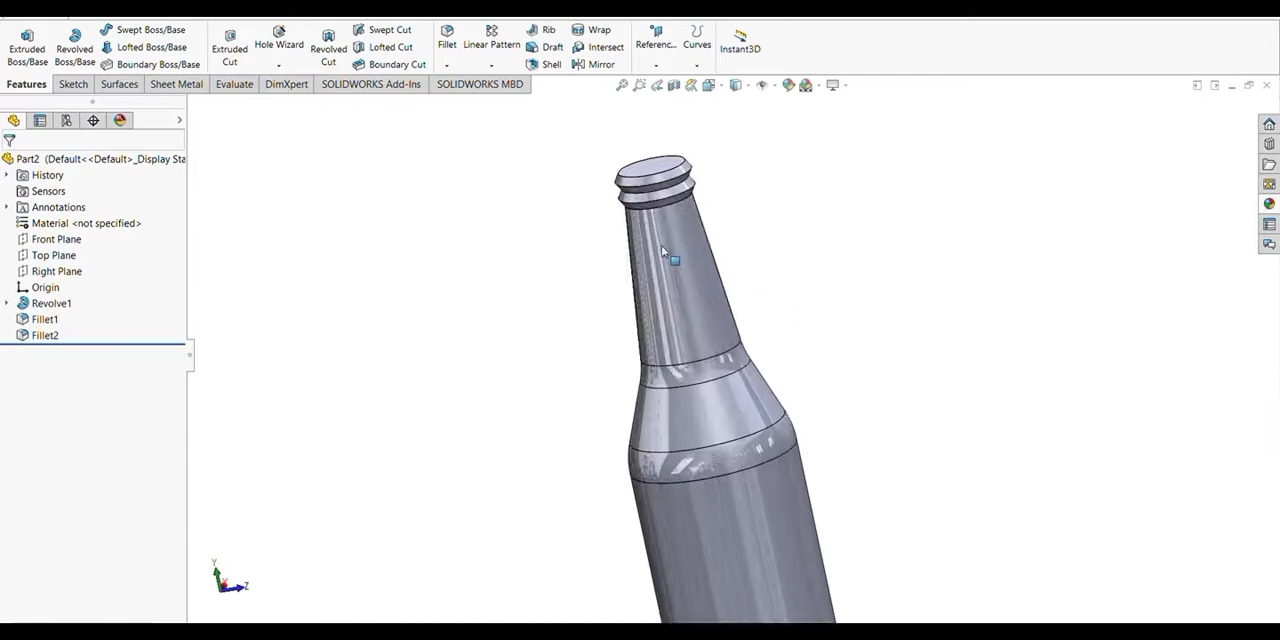 Extruded Boss/Base
Revolved Boss/Base
Swept Boss/Base
Lofted Boss/Base
Boundary Boss/Base
Extruded Cut
Hole Wizard
Revolved Cut
Swept Cut
Lofted Cut
Boundary Cut
Fillet
Linear Pattern
Rib
Draft
Shell
Wrap
Intersect
Mirror
Referenc...
Curves
Instant3D
Features
Sketch
Surfaces
Sheet Metal
Evaluate
DimXpert
SOLIDWORKS Add-Ins
SOLIDWORKS MBD
Part2 (Default<<Default>_Display Sta
History
Sensors
Annotations
Material <not specified>
Front Plane
Top Plane
Right Plane
Origin
Revolve1
Fillet1
Fillet2
Y
X
Z